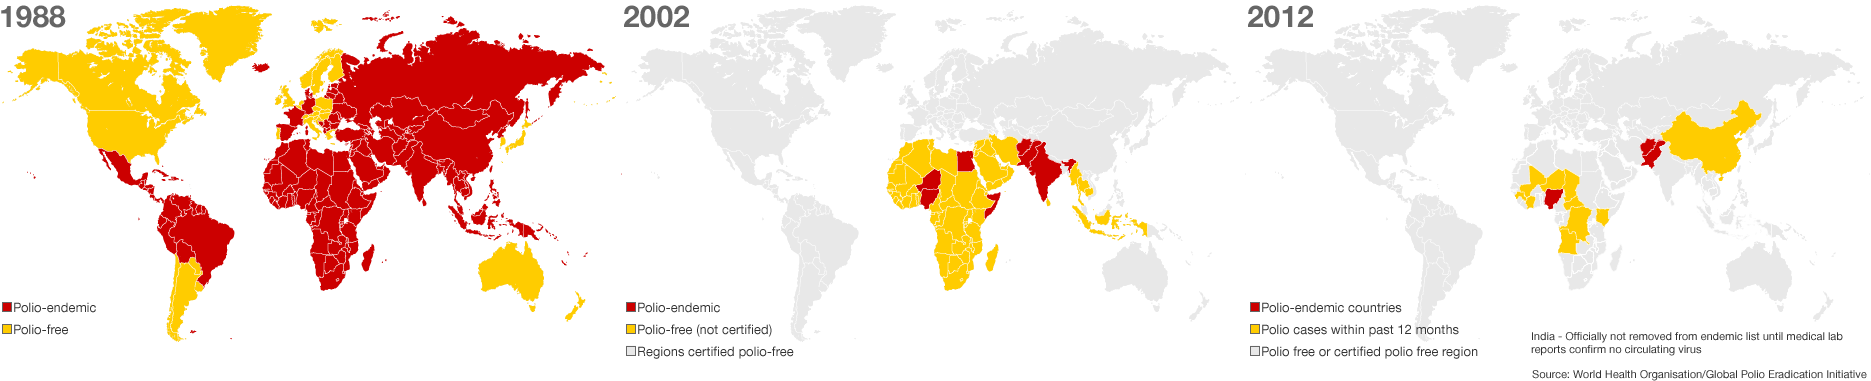 1988
Polio-endemic
Polio-free
2002
Polio-endemic
Polio-free (not certified)
Regions certified polio-free
2012
Polio-endemic countries
Polio cases within past 12 months
Polio free or certified polio free region
India - Officially not removed from endemic list until medical lab
reports confirm no circulating virus
Source: World Health Organisation/Global Polio Eradication Initiative